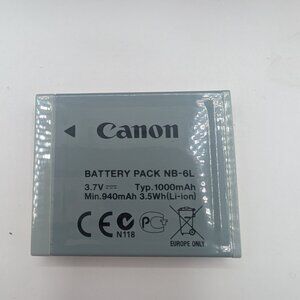 Canon
BATTERY PACK NB-6L
3.7V⎓ Typ.1000mAh
Min.940mAh 3.5Wh(Li-ion)
CE N118
EUROPE ONLY